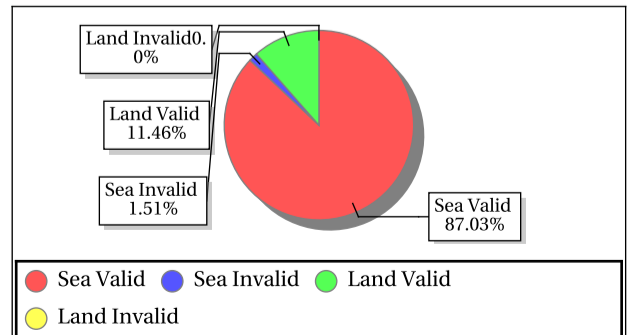 Land Invalid0.
0%
Land Valid
11.46%
Sea Invalid
1.51%
Sea Valid
87.03%
Sea Valid Sea Invalid Land Valid
Land Invalid